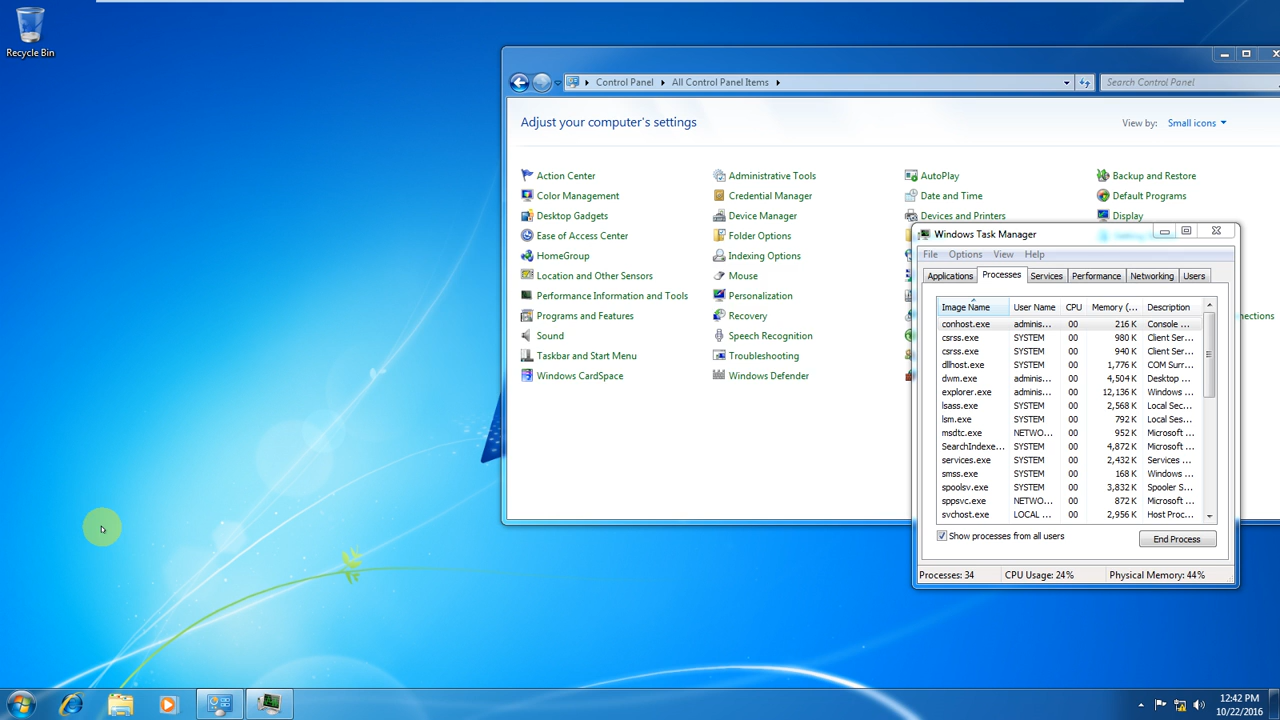 Recycle Bin
Control Panel All Control Panel Items
Search Control Panel
Adjust your computer's settings
View by: Small icons
Action Center Administrative Tools AutoPlay Backup and Restore
Color Management Credential Manager Date and Time Default Programs
Desktop Gadgets Device Manager Devices and Printers Display
Ease of Access Center Folder Options
HomeGroup Indexing Options
Location and Other Sensors Mouse
Performance Information and Tools Personalization
Programs and Features Recovery
Sound Speech Recognition
Taskbar and Start Menu Troubleshooting
Windows CardSpace Windows Defender
Windows Task Manager
File Options View Help
Applications Processes Services Performance Networking Users
Image Name User Name CPU Memory (... Description
conhost.exe adminis... 00 216 K Console ...
csrss.exe SYSTEM 00 980 K Client Ser...
csrss.exe SYSTEM 00 940 K Client Ser...
dllhost.exe SYSTEM 00 1,776 K COM Surr...
dwm.exe adminis... 00 4,504 K Desktop ...
explorer.exe adminis... 00 12,136 K Windows ...
lsass.exe SYSTEM 00 2,568 K Local Sec...
lsm.exe SYSTEM 00 792 K Local Ses...
msdtc.exe NETWO... 00 952 K Microsoft ...
SearchIndexe... SYSTEM 00 4,872 K Microsoft ...
services.exe SYSTEM 00 2,432 K Services ...
smss.exe SYSTEM 00 168 K Windows ...
spoolsv.exe SYSTEM 00 3,832 K Spooler S...
sppsvc.exe NETWO... 00 872 K Microsoft ...
svchost.exe LOCAL ... 00 2,956 K Host Proc...
Show processes from all users
End Process
Processes: 34 CPU Usage: 24% Physical Memory: 44%
12:42 PM
10/22/2016